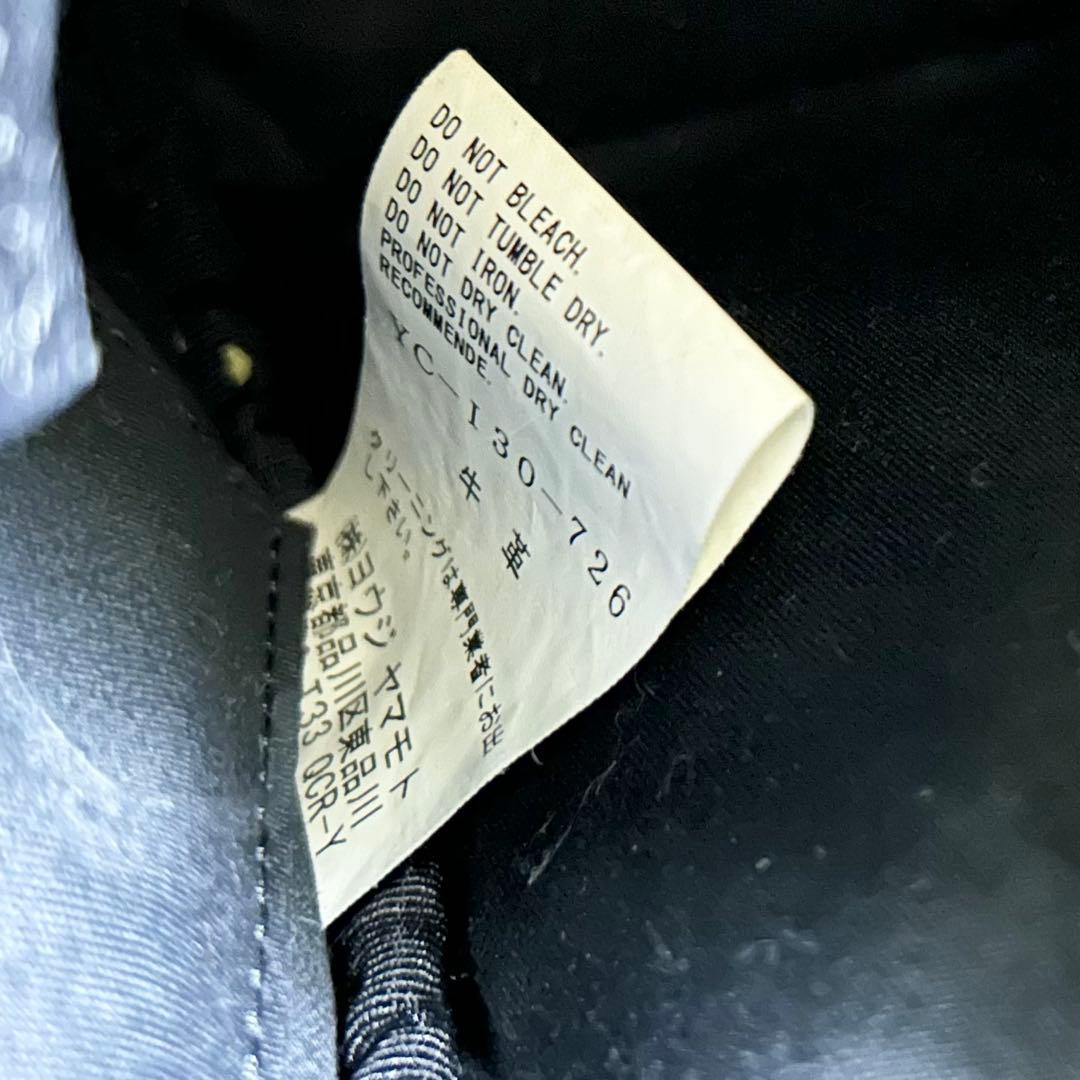 DO NOT BLEACH.
DO NOT TUMBLE DRY.
DO NOT IRON.
DO NOT DRY CLEAN.
PROFESSIONAL DRY CLEAN
RECOMMENDE.
YC-I30-726
牛革
クリーニングは専門業者にお出
し下さい。
㈱ヨウジ ヤマモト
東京都品川区東品川
T33 QCR-Y